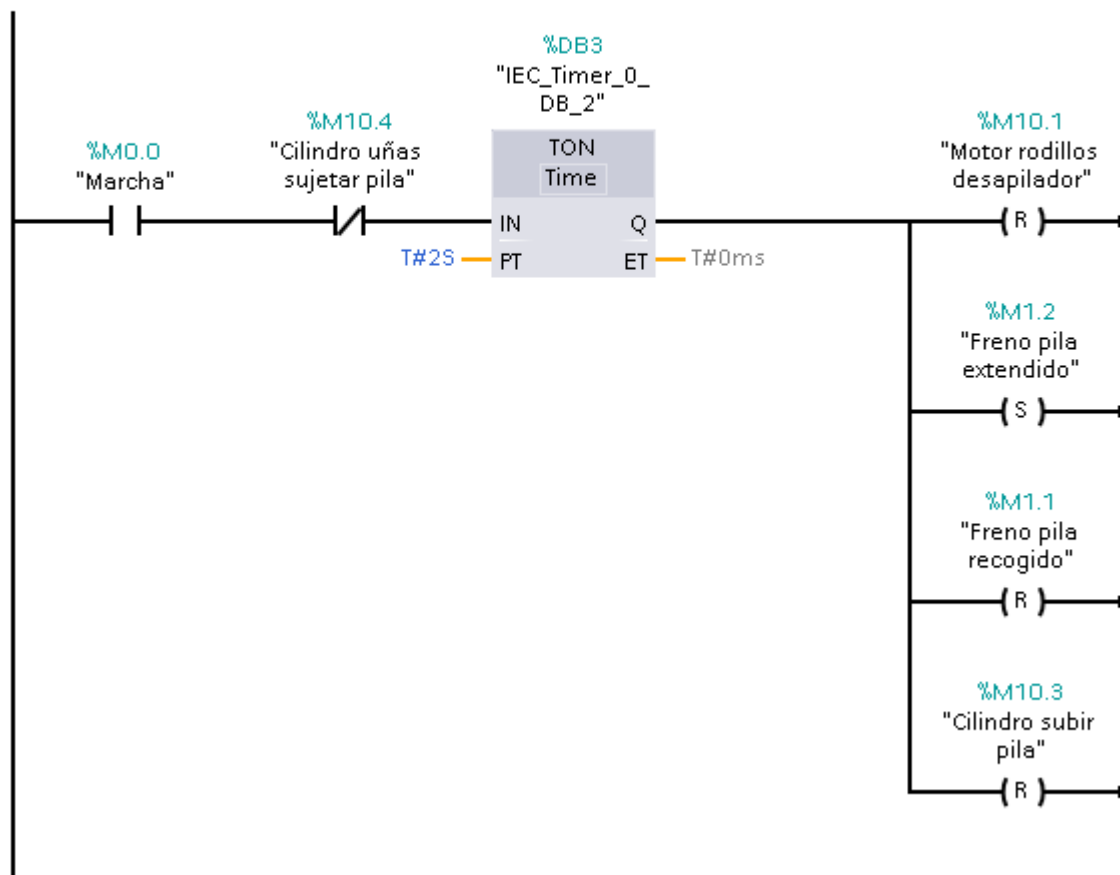 %DB3
"IEC_Timer_0_
DB_2"
%M0.0
"Marcha"
%M10.4
"Cilindro uñas
sujetar pila"
TON
Time
IN
Q
T#2S
PT
ET
T#0ms
%M10.1
"Motor rodillos
desapilador"
R
%M1.2
"Freno pila
extendido"
S
%M1.1
"Freno pila
recogido"
R
%M10.3
"Cilindro subir
pila"
R